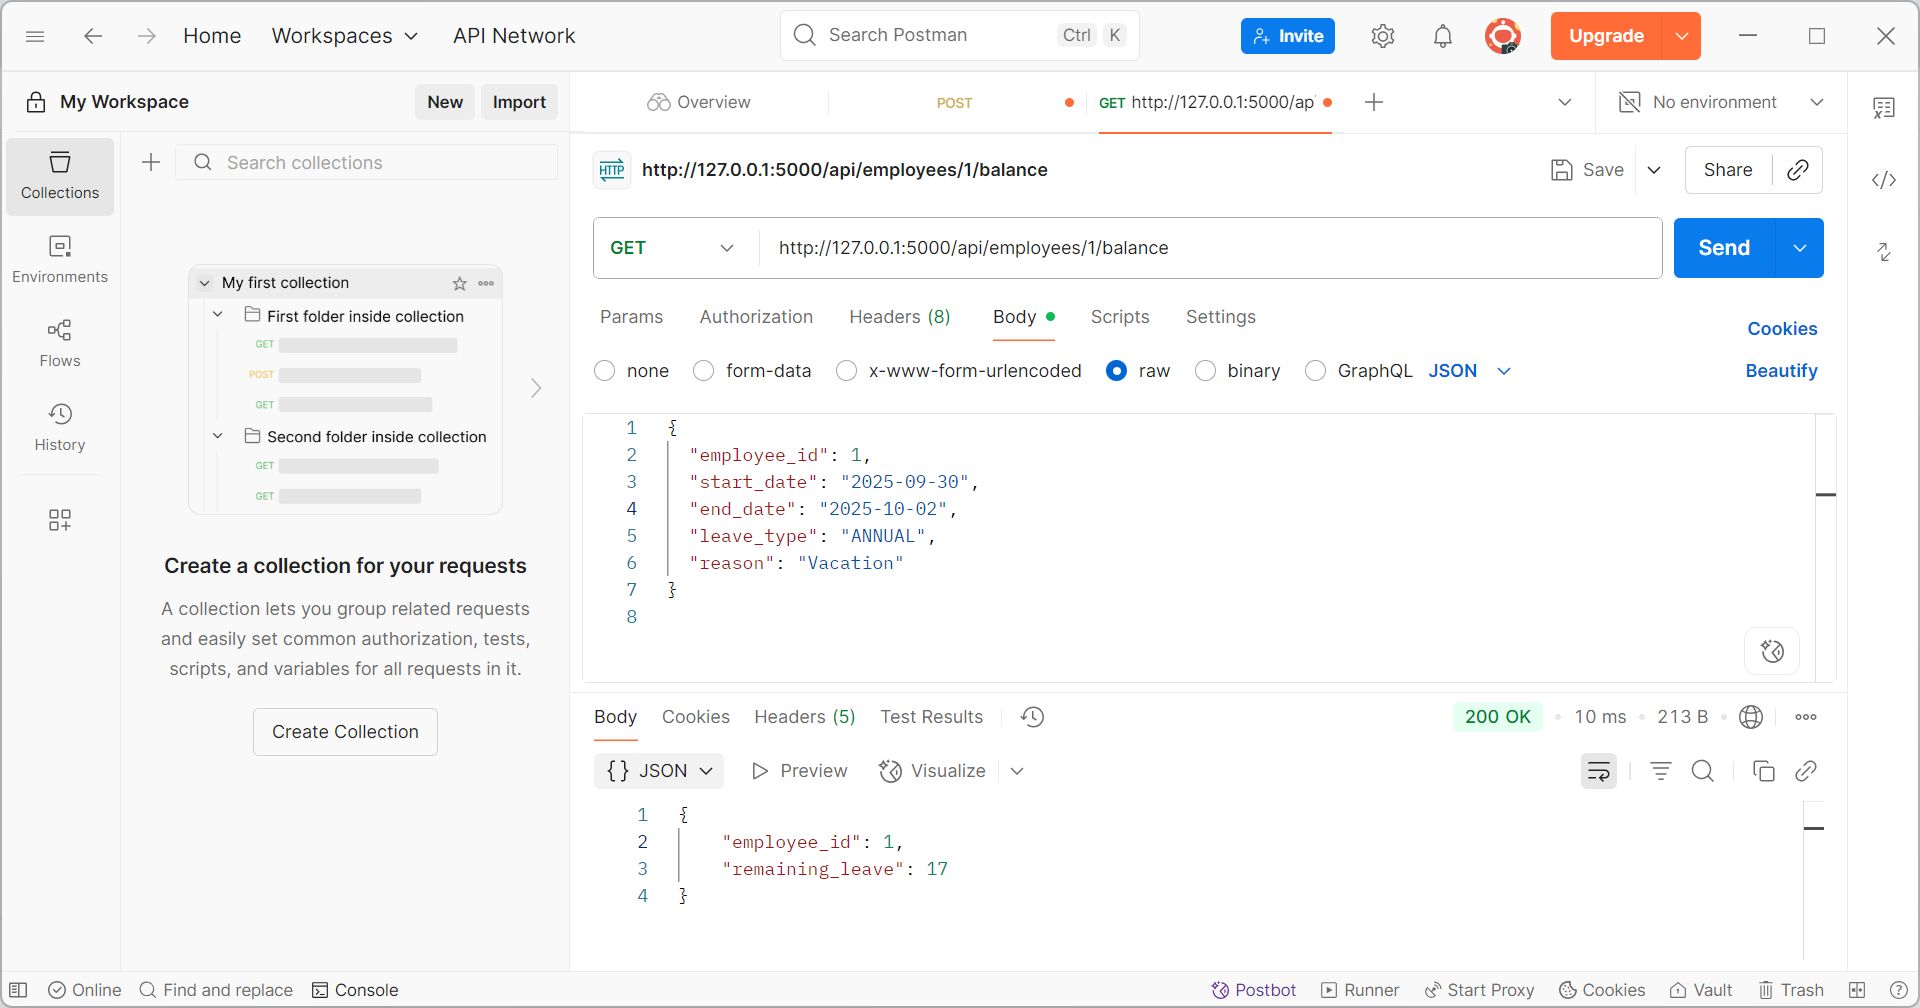 Home Workspaces API Network Search Postman Ctrl K Invite Upgrade
My Workspace New Import Overview POST GET http://127.0.0.1:5000/ap No environment
Collections
Search collections
http://127.0.0.1:5000/api/employees/1/balance Save Share
Environments
GET http://127.0.0.1:5000/api/employees/1/balance Send
Flows
History
My first collection
First folder inside collection
GET
POST
GET
Second folder inside collection
GET
GET
Create a collection for your requests
A collection lets you group related requests
and easily set common authorization, tests,
scripts, and variables for all requests in it.
Create Collection
Params Authorization Headers (8) Body Scripts Settings Cookies
none form-data x-www-form-urlencoded raw binary GraphQL JSON Beautify
1 {
2 "employee_id": 1,
3 "start_date": "2025-09-30",
4 "end_date": "2025-10-02",
5 "leave_type": "ANNUAL",
6 "reason": "Vacation"
7 }
8
Body Cookies Headers (5) Test Results 200 OK 10 ms 213 B
{} JSON Preview Visualize
1 {
2 "employee_id": 1,
3 "remaining_leave": 17
4 }
Online Find and replace Console Postbot Runner Start Proxy Cookies Vault Trash